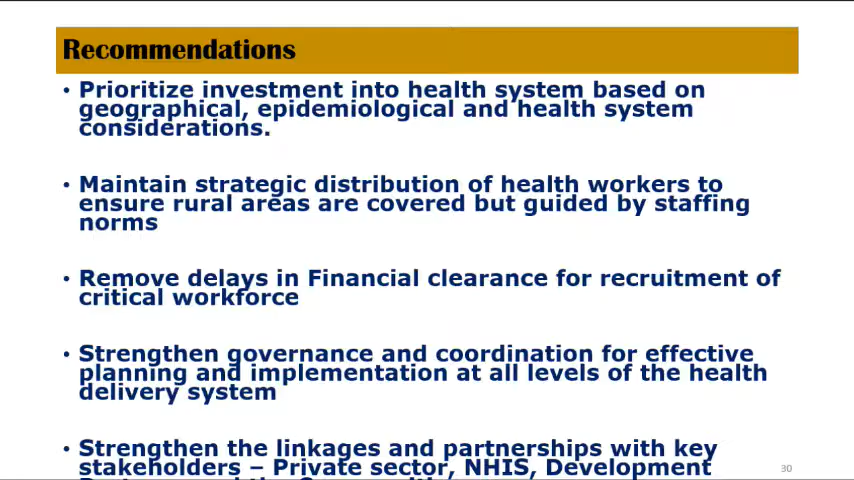 Recommendations
• Prioritize investment into health system based on
geographical, epidemiological and health system
considerations.
• Maintain strategic distribution of health workers to
ensure rural areas are covered but guided by staffing
norms
• Remove delays in Financial clearance for recruitment of
critical workforce
• Strengthen governance and coordination for effective
planning and implementation at all levels of the health
delivery system
• Strengthen the linkages and partnerships with key
stakeholders – Private sector, NHIS, Development
30